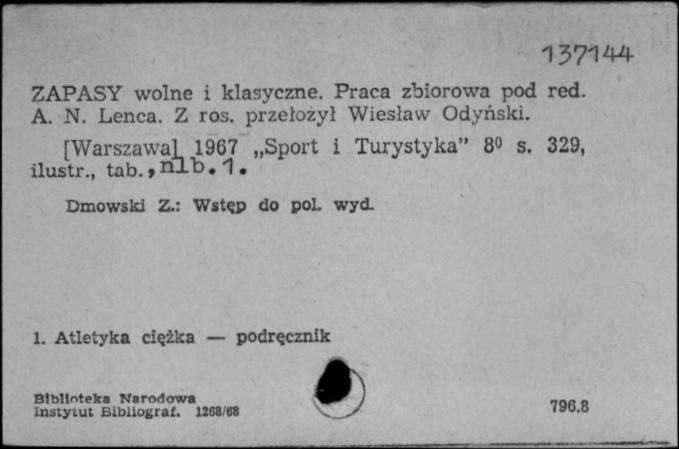 137144
ZAPASY wolne i klasyczne. Praca zbiorowa pod red.
A. N. Lenca. Z ros. przełożył Wiesław Odyński.
[Warszawa] 1967 „Sport i Turystyka” 8⁰ s. 329,
ilustr., tab., nlb. 1.
Dmowski Z.: Wstęp do pol. wyd.
1. Atletyka ciężka — podręcznik
Biblioteka Narodowa
Instytut Bibliograf. 1268/68
796.8